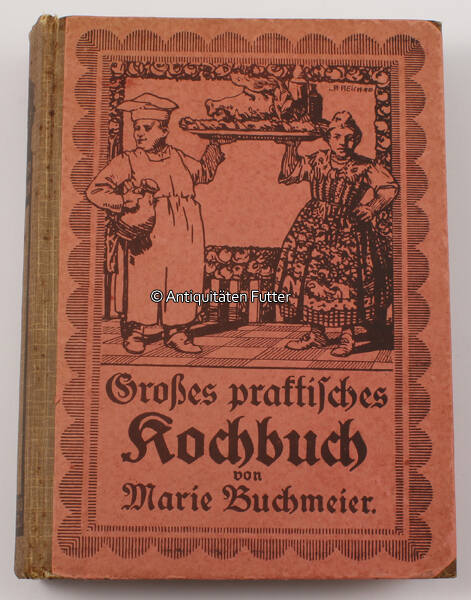 © Antiquitäten Futter
Großes praktisches
Kochbuch
von
Marie Buchmeier.